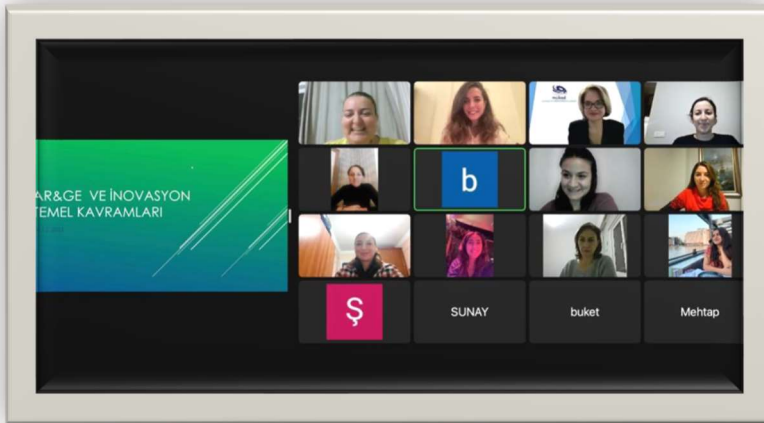 AR&GE VE İNOVASYON
TEMEL KAVRAMLARI
b
Ş
SUNAY
buket
Mehtap